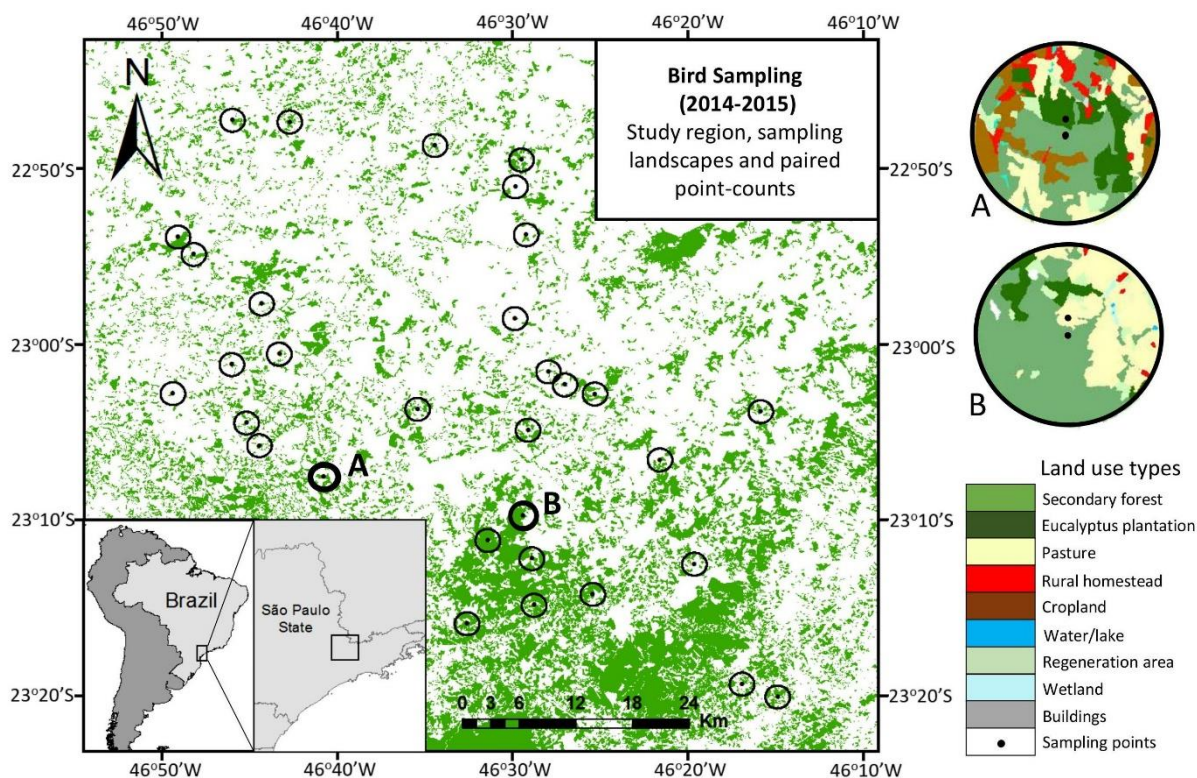 46°50'W 46°40'W 46°30'W 46°20'W 46°10'W
N
Bird Sampling
(2014-2015)
Study region, sampling
landscapes and paired
point-counts
22°50'S
22°50'S
23°00'S
23°00'S
A
B
23°10'S
23°10'S
23°20'S
23°20'S
Brazil
São Paulo
State
0 3 6 12 18 24
Km
46°50'W 46°40'W 46°30'W 46°20'W 46°10'W
A
B
Land use types
Secondary forest
Eucalyptus plantation
Pasture
Rural homestead
Cropland
Water/lake
Regeneration area
Wetland
Buildings
Sampling points